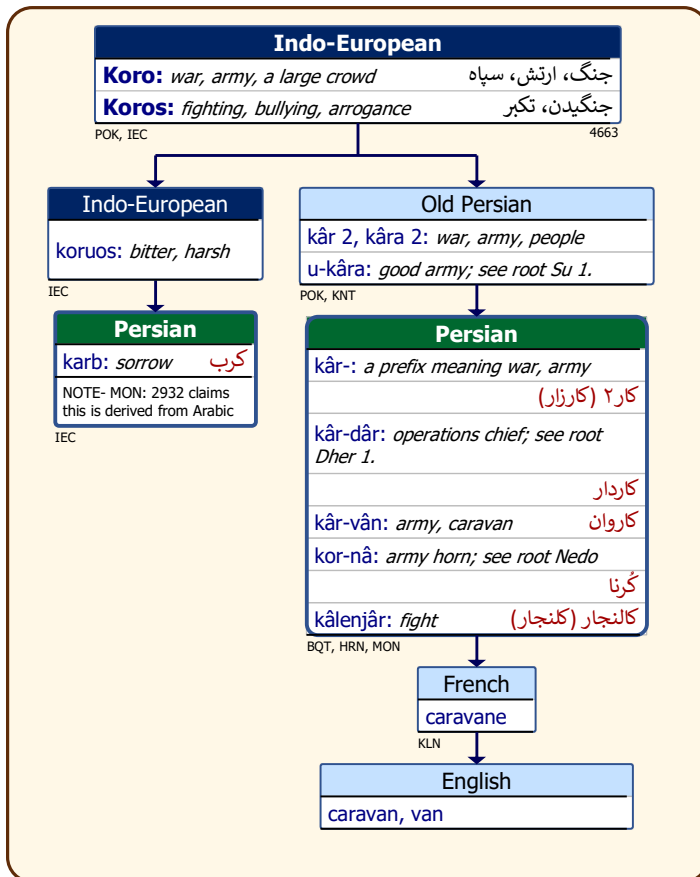 Indo-European
Koro: war, army, a large crowd جنگ، ارتش، سپاه
Koros: fighting, bullying, arrogance جنگیدن، تکبر
POK, IEC 4663
Indo-European
koruos: bitter, harsh
IEC
Persian
karb: sorrow کرب
NOTE- MON: 2932 claims
this is derived from Arabic
IEC
Old Persian
kâr 2, kâra 2: war, army, people
u-kâra: good army; see root Su 1.
POK, KNT
Persian
kâr-: a prefix meaning war, army
کار۲ (کارزار)
kâr-dâr: operations chief; see root
Dher 1.
کاردار
kâr-vân: army, caravan کاروان
kor-nâ: army horn; see root Nedo
کُرنا
kâlenjâr: fight کالنجار (کلنجار)
BQT, HRN, MON
French
caravane
KLN
English
caravan, van